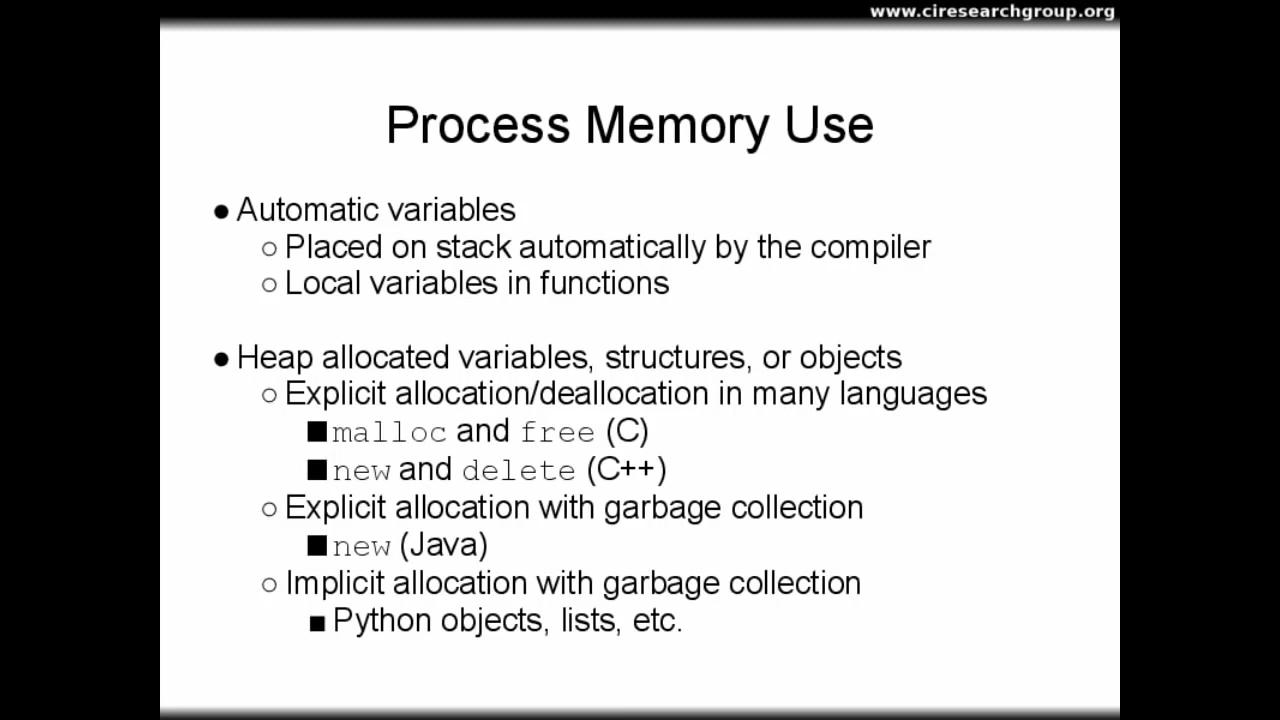 www.ciresearchgroup.org
Process Memory Use
● Automatic variables
○ Placed on stack automatically by the compiler
○ Local variables in functions
● Heap allocated variables, structures, or objects
○ Explicit allocation/deallocation in many languages
■ malloc and free (C)
■ new and delete (C++)
○ Explicit allocation with garbage collection
■ new (Java)
○ Implicit allocation with garbage collection
■ Python objects, lists, etc.